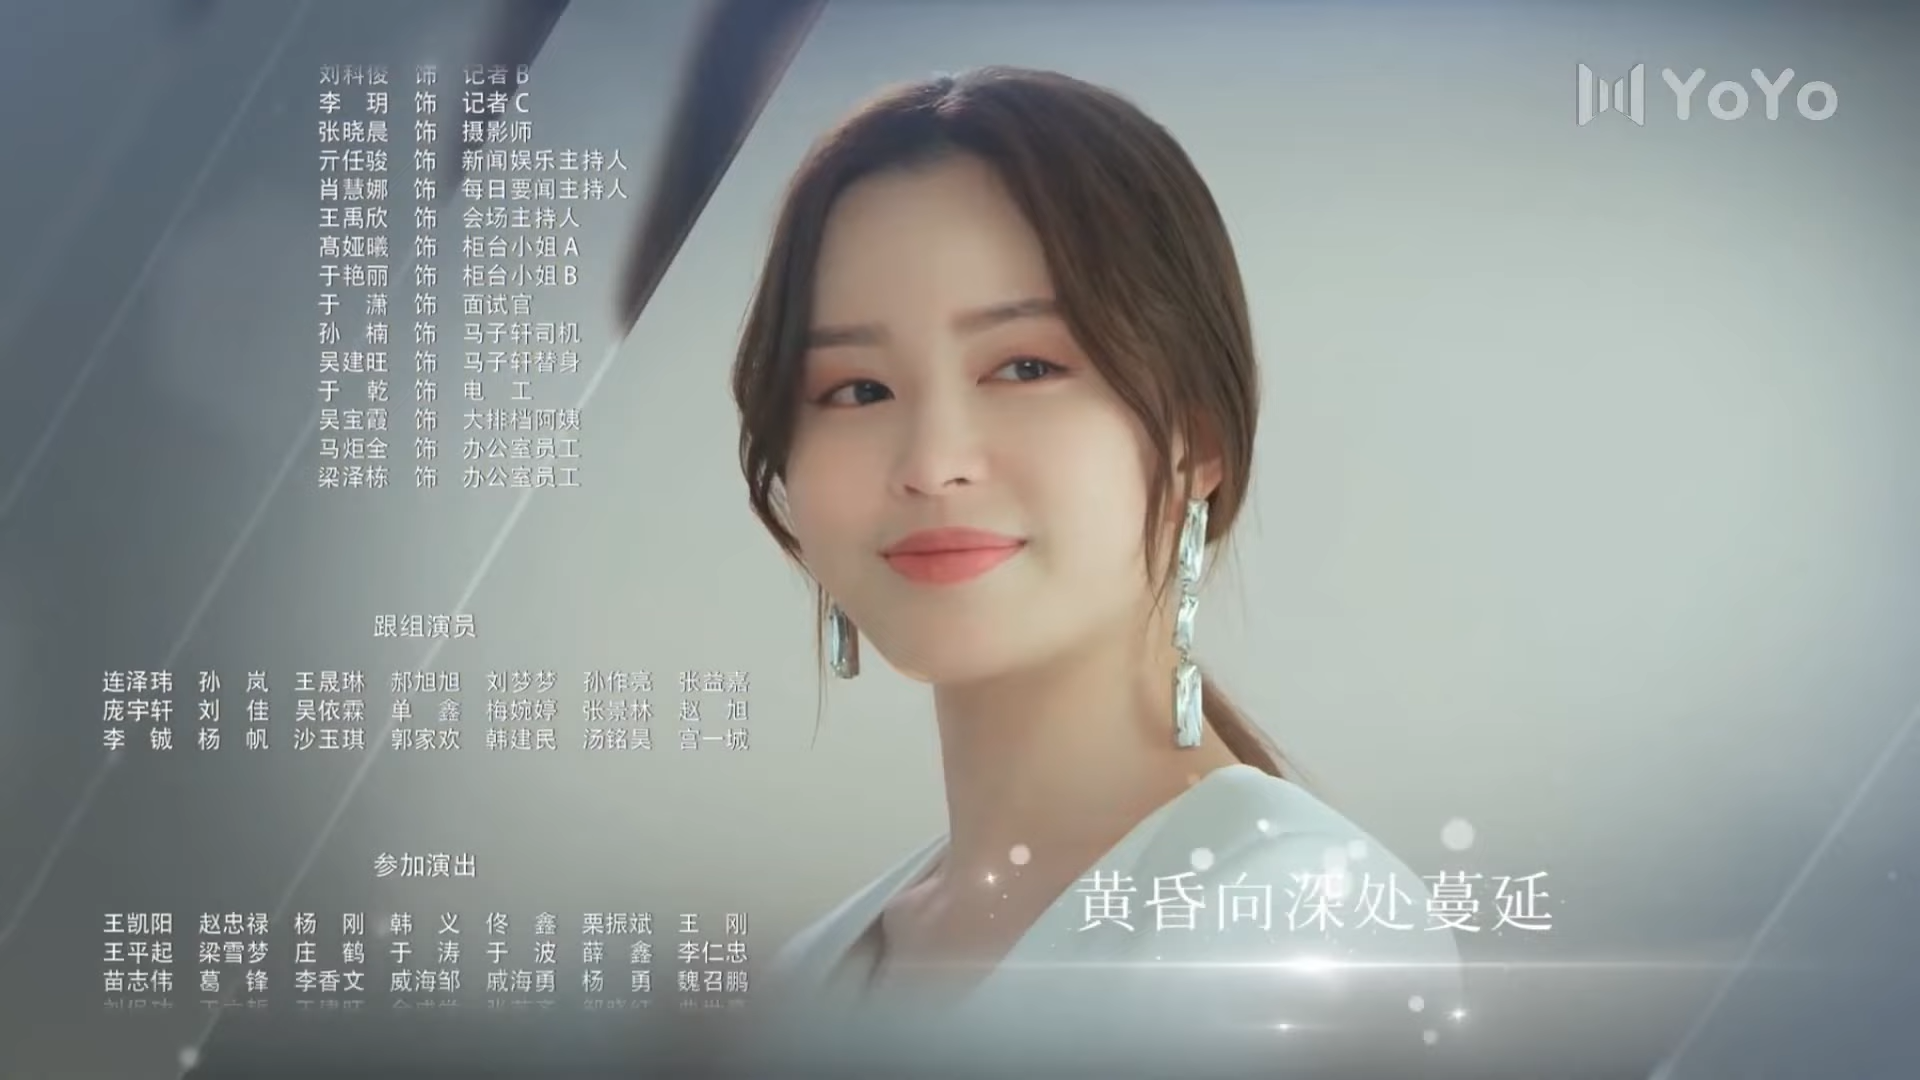 YoYo
刘科俊 饰 记者B
李玥 饰 记者C
张晓晨 饰 摄影师
亓任骏 饰 新闻娱乐主持人
肖慧娜 饰 每日要闻主持人
王禹欣 饰 会场主持人
髙娅曦 饰 柜台小姐A
于艳丽 饰 柜台小姐B
于潇 饰 面试官
孙楠 饰 马子轩司机
吴建旺 饰 马子轩替身
于乾 饰 电工
吴宝霞 饰 大排档阿姨
马炬全 饰 办公室员工
梁泽栋 饰 办公室员工
跟组演员
连泽玮 孙岚 王晟琳 郝旭旭 刘梦梦 孙作亮 张益嘉
庞宇轩 刘佳 吴依霖 单鑫 梅婉婷 张景林 赵旭
李铖 杨帆 沙玉琪 郭家欢 韩建民 汤铭昊 宫一城
参加演出
王凯阳 赵忠禄 杨刚 韩义 佟鑫 栗振斌 王刚
王平起 梁雪梦 庄鹤 于涛 于波 薛鑫 李仁忠
苗志伟 葛锋 李香文 威海邹 戚海勇 杨勇 魏召鹏
黄昏向深处蔓延